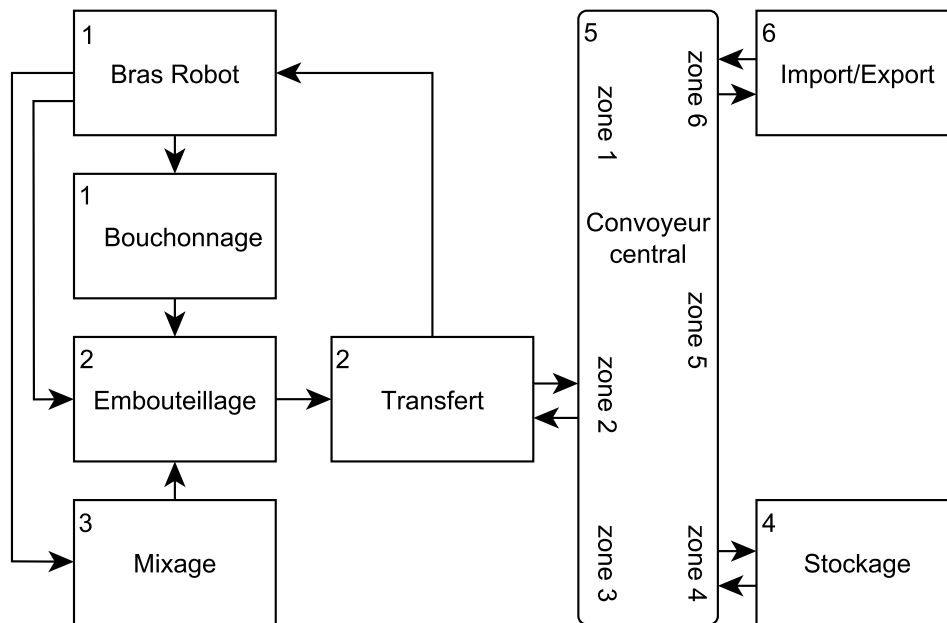 1
Bras Robot
1
Bouchonnage
2
Embouteillage
2
Transfert
3
Mixage
5
zone 1
zone 6
Convoyeur
central
zone 5
zone 2
zone 3
zone 4
6
Import/Export
4
Stockage